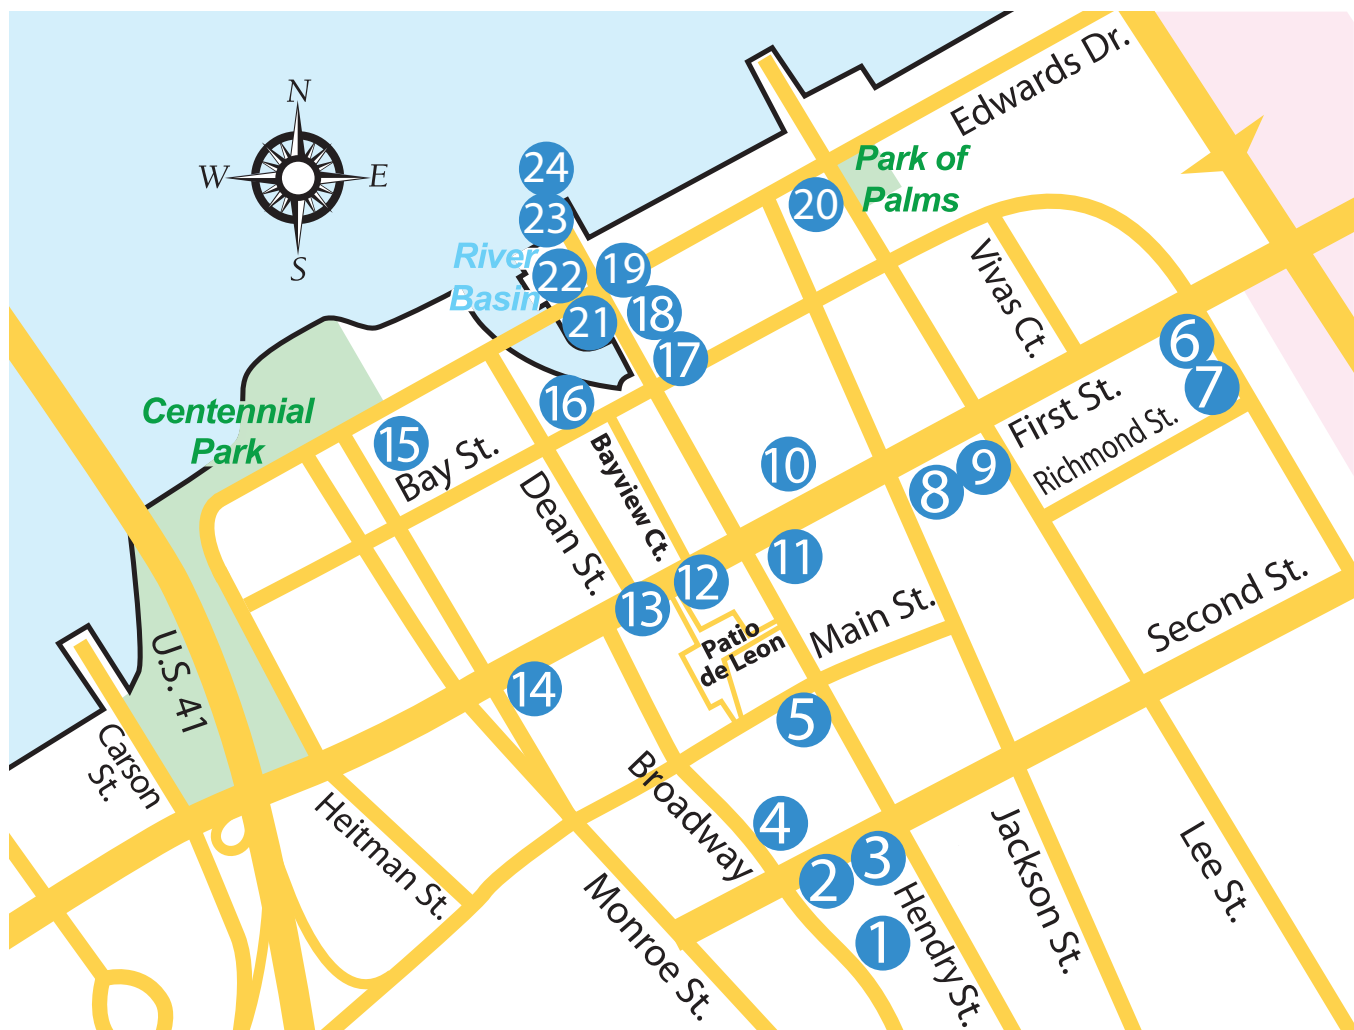 N
W
E
S
Edwards Dr.
Park of
Palms
24
23
22
21
20
19
18
17
River
Basin
Vivas Ct.
6
7
Centennial
Park
15
16
Bay St.
Bayview Ct.
Dean St.
10
First St.
Richmond St.
8
9
11
12
13
14
Main St.
Second St.
Patio
de Leon
U.S. 41
Carson
St.
5
4
3
2
1
Heitman St.
Broadway
Monroe St.
Hendry St.
Jackson St.
Lee St.